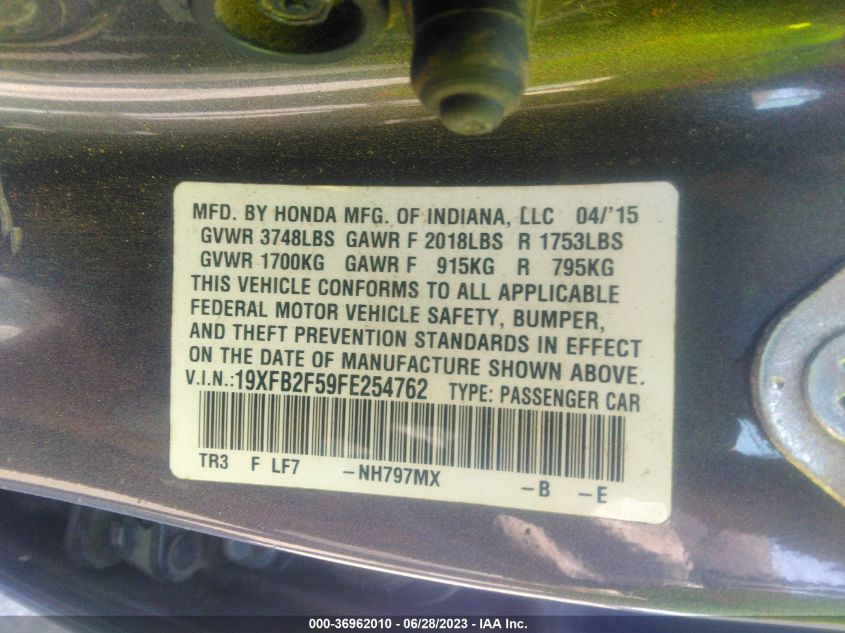 MFD. BY HONDA MFG. OF INDIANA, LLC 04/'15
GVWR 3748LBS GAWR F 2018LBS R 1753LBS
GVWR 1700KG GAWR F 915KG R 795KG
THIS VEHICLE CONFORMS TO ALL APPLICABLE
FEDERAL MOTOR VEHICLE SAFETY, BUMPER,
AND THEFT PREVENTION STANDARDS IN EFFECT
ON THE DATE OF MANUFACTURE SHOWN ABOVE.
V.I.N.:19XFB2F59FE254762 TYPE: PASSENGER CAR
TR3 F LF7 -NH797MX -B -E
000-36962010 - 06/28/2023 - IAA Inc.